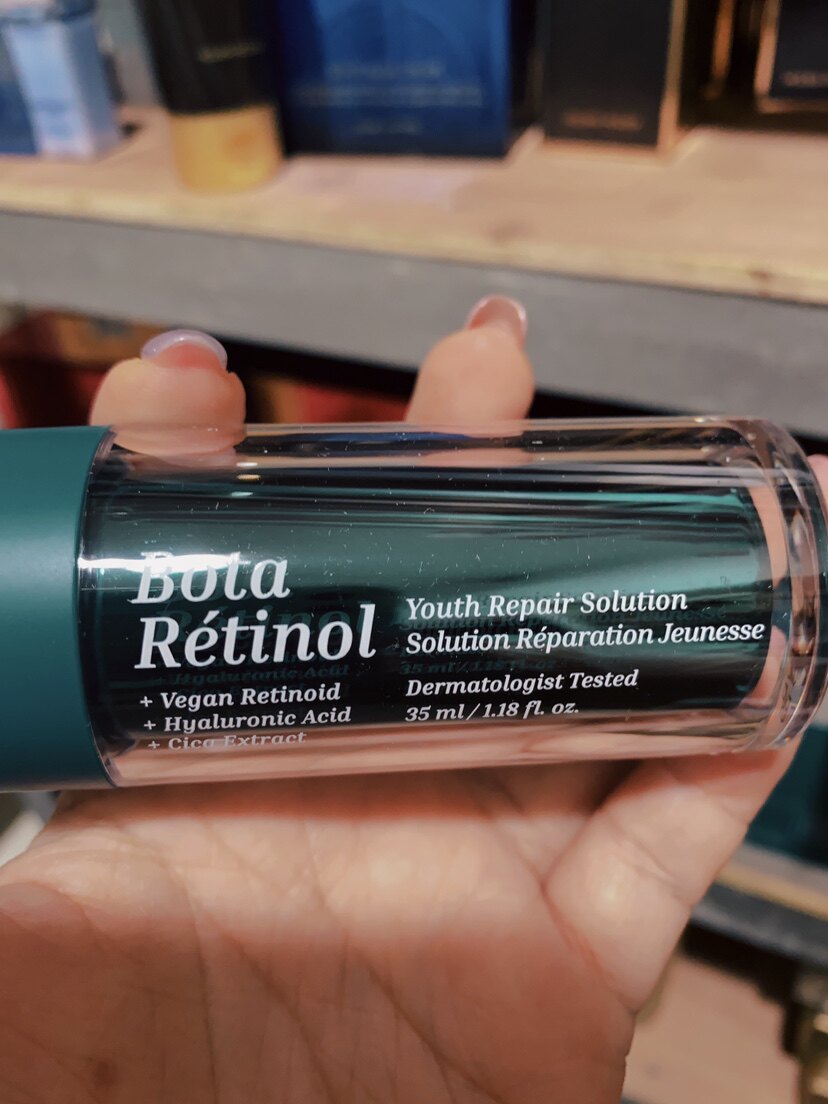 Bota
Rétinol
+ Vegan Retinoid
+ Hyaluronic Acid
+ Cica Extract
Youth Repair Solution
Solution Réparation Jeunesse
Dermatologist Tested
35 ml / 1.18 fl. oz.